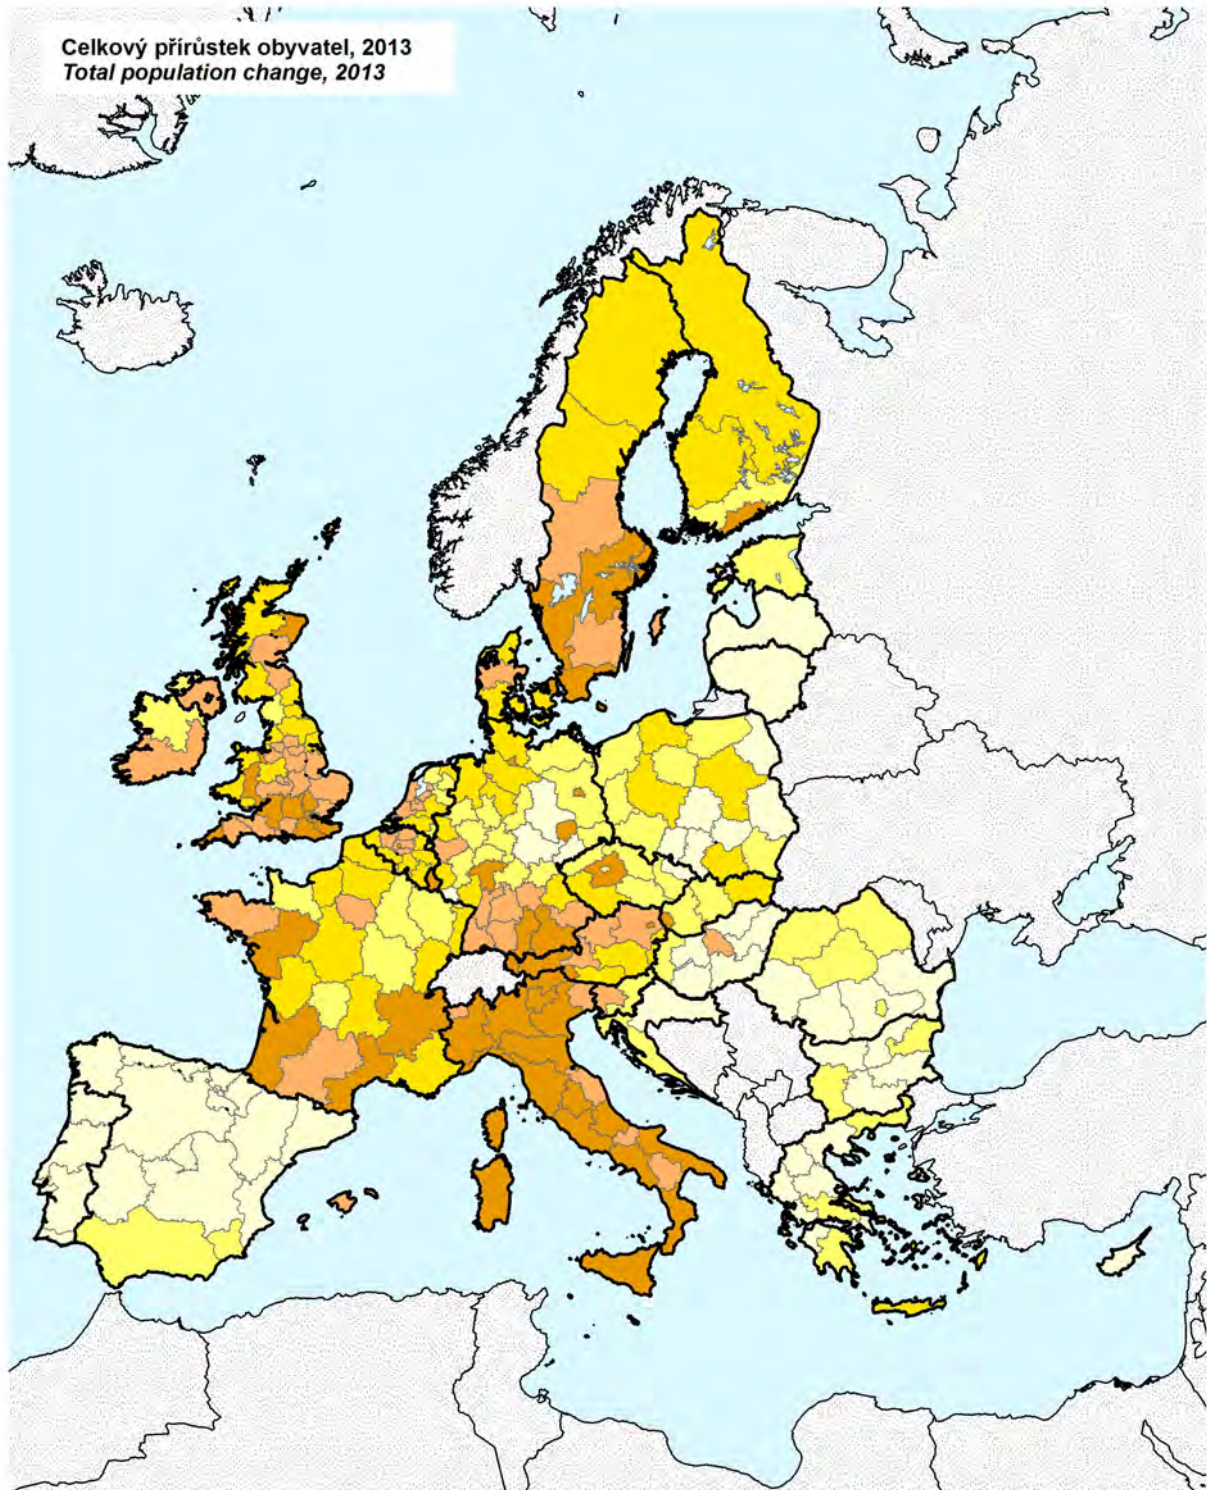 Celkový přírůstek obyvatel, 2013
Total population change, 2013